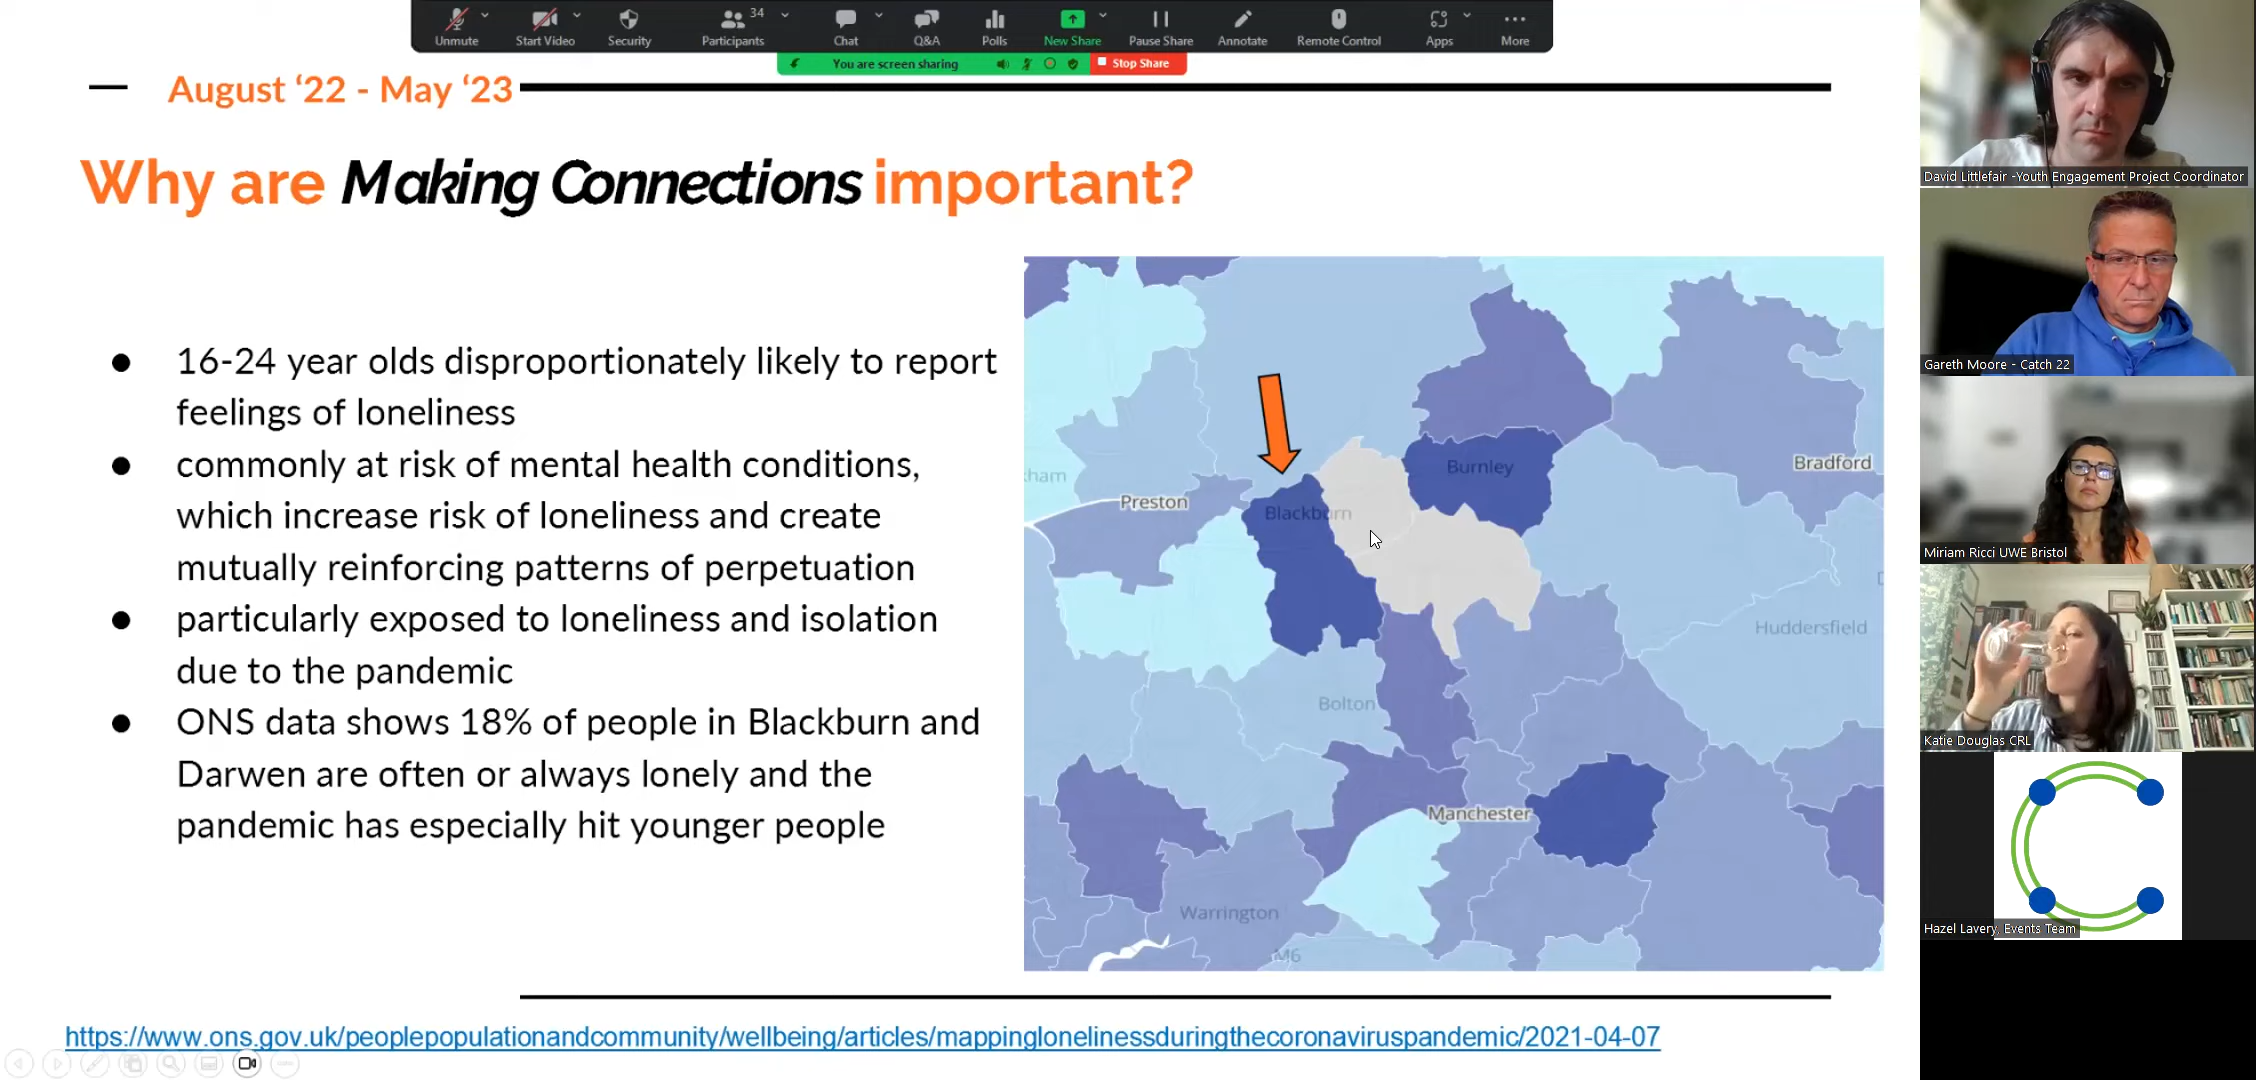 Unmute
Start Video
Security
Participants
34
Chat
Q&A
Polls
New Share
Pause Share
Annotate
Remote Control
Apps
More
You are screen sharing
Stop Share
August ‘22 - May ‘23
Why are Making Connections important?
● 16-24 year olds disproportionately likely to report
feelings of loneliness
● commonly at risk of mental health conditions,
which increase risk of loneliness and create
mutually reinforcing patterns of perpetuation
● particularly exposed to loneliness and isolation
due to the pandemic
● ONS data shows 18% of people in Blackburn and
Darwen are often or always lonely and the
pandemic has especially hit younger people
ham
Preston
Blackburn
Burnley
Bradford
Huddersfield
Bolton
Manchester
Warrington
M6
https://www.ons.gov.uk/peoplepopulationandcommunity/wellbeing/articles/mappinglonelinessduringthecoronaviruspandemic/2021-04-07
David Littlefair -Youth Engagement Project Coordinator
Gareth Moore - Catch 22
Miriam Ricci UWE Bristol
Katie Douglas CRL
Hazel Lavery, Events Team